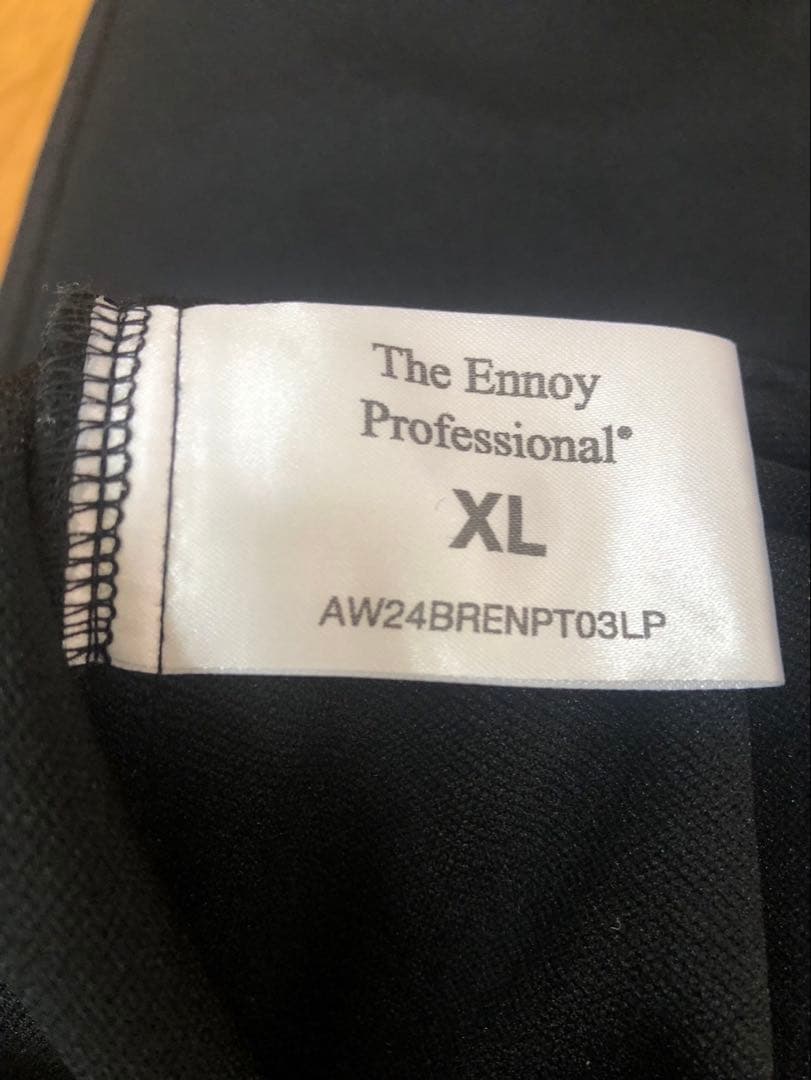 The Ennoy
Professional®
XL
AW24BRENPT03LP